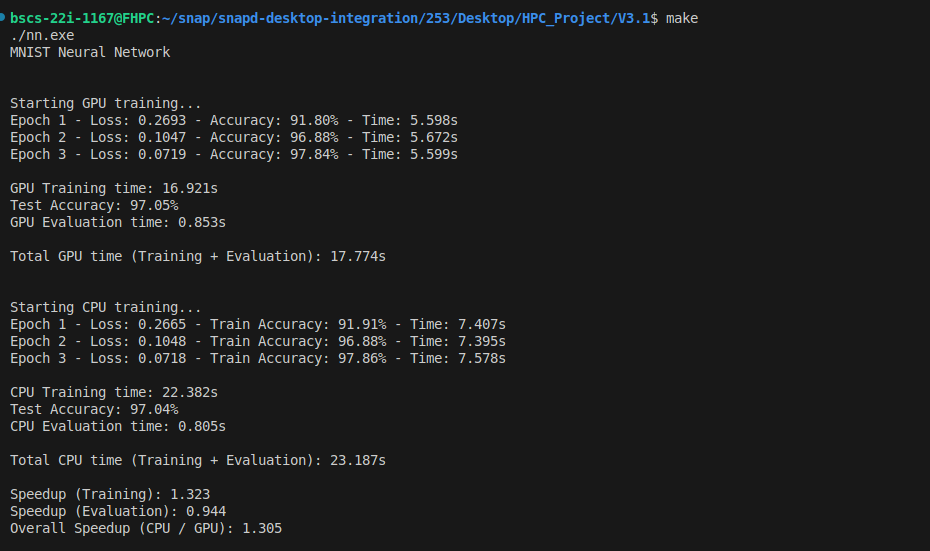 bscs-22i-1167@FHPC:~/snap/snapd-desktop-integration/253/Desktop/HPC_Project/V3.1$ make
./nn.exe
MNIST Neural Network
Starting GPU training...
Epoch 1 - Loss: 0.2693 - Accuracy: 91.80% - Time: 5.598s
Epoch 2 - Loss: 0.1047 - Accuracy: 96.88% - Time: 5.672s
Epoch 3 - Loss: 0.0719 - Accuracy: 97.84% - Time: 5.599s
GPU Training time: 16.921s
Test Accuracy: 97.05%
GPU Evaluation time: 0.853s
Total GPU time (Training + Evaluation): 17.774s
Starting CPU training...
Epoch 1 - Loss: 0.2665 - Train Accuracy: 91.91% - Time: 7.407s
Epoch 2 - Loss: 0.1048 - Train Accuracy: 96.88% - Time: 7.395s
Epoch 3 - Loss: 0.0718 - Train Accuracy: 97.86% - Time: 7.578s
CPU Training time: 22.382s
Test Accuracy: 97.04%
CPU Evaluation time: 0.805s
Total CPU time (Training + Evaluation): 23.187s
Speedup (Training): 1.323
Speedup (Evaluation): 0.944
Overall Speedup (CPU / GPU): 1.305